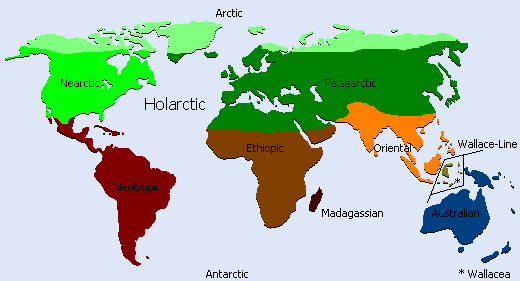 Arctic
Nearctic
Palaearctic
Holarctic
Wallace-Line
Ethiopic
Oriental
*
Neotropic
Madagassian
Australian
Antarctic
* Wallacea